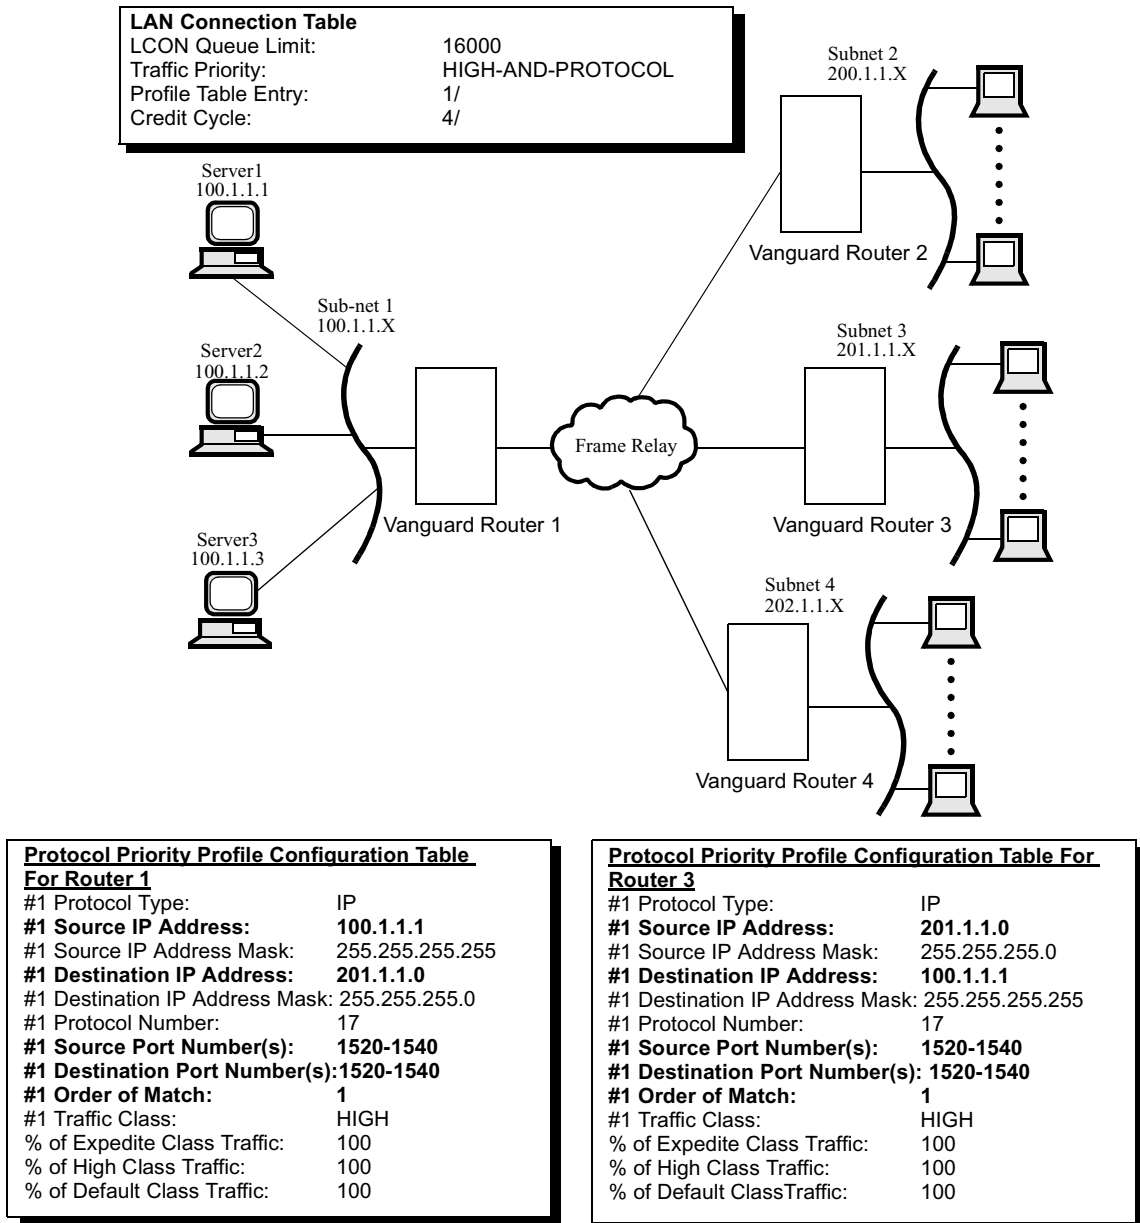 LAN Connection Table
LCON Queue Limit: 16000
Traffic Priority: HIGH-AND-PROTOCOL
Profile Table Entry: 1/
Credit Cycle: 4/
Subnet 2
200.1.1.X
Server1
100.1.1.1
Vanguard Router 2
Sub-net 1
100.1.1.X
Subnet 3
201.1.1.X
Server2
100.1.1.2
Frame Relay
Vanguard Router 1
Vanguard Router 3
Server3
100.1.1.3
Subnet 4
202.1.1.X
Vanguard Router 4
Protocol Priority Profile Configuration Table
For Router 1
#1 Protocol Type: IP
#1 Source IP Address: 100.1.1.1
#1 Source IP Address Mask: 255.255.255.255
#1 Destination IP Address: 201.1.1.0
#1 Destination IP Address Mask: 255.255.255.0
#1 Protocol Number: 17
#1 Source Port Number(s): 1520-1540
#1 Destination Port Number(s):1520-1540
#1 Order of Match: 1
#1 Traffic Class: HIGH
% of Expedite Class Traffic: 100
% of High Class Traffic: 100
% of Default Class Traffic: 100
Protocol Priority Profile Configuration Table For
Router 3
#1 Protocol Type: IP
#1 Source IP Address: 201.1.1.0
#1 Source IP Address Mask: 255.255.255.0
#1 Destination IP Address: 100.1.1.1
#1 Destination IP Address Mask: 255.255.255.255
#1 Protocol Number: 17
#1 Source Port Number(s): 1520-1540
#1 Destination Port Number(s): 1520-1540
#1 Order of Match: 1
#1 Traffic Class: HIGH
% of Expedite Class Traffic: 100
% of High Class Traffic: 100
% of Default ClassTraffic: 100